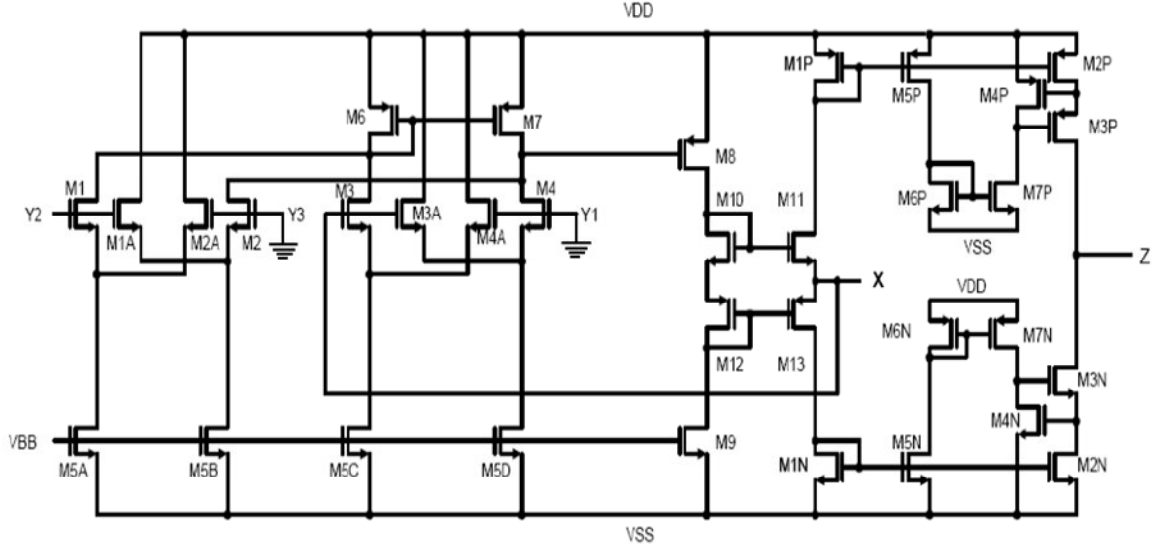 VDD
M1P
M5P
M2P
M4P
M3P
M6
M7
M8
M1
M3
M4
M10
M11
M6P
M7P
Y2
Y3
Y1
M1A
M2A
M2
M3A
M4A
VSS
Z
X
VDD
M6N
M7N
M12
M13
M3N
M4N
VBB
M9
M5N
M5A
M5B
M5C
M5D
M1N
M2N
VSS